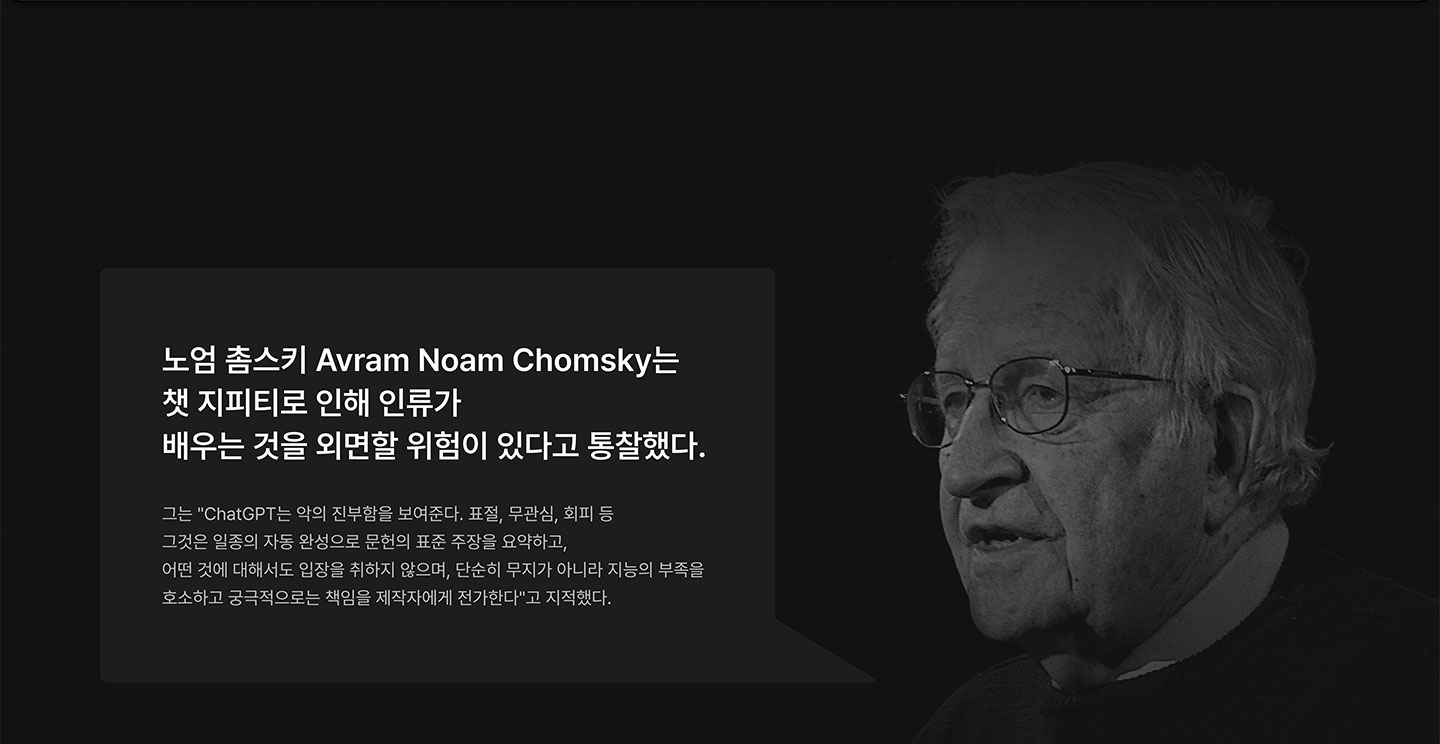 노엄 촘스키 Avram Noam Chomsky는
챗 지피티로 인해 인류가
배우는 것을 외면할 위험이 있다고 통찰했다.
그는 "ChatGPT는 악의 진부함을 보여준다. 표절, 무관심, 회피 등
그것은 일종의 자동 완성으로 문헌의 표준 주장을 요약하고,
어떤 것에 대해서도 입장을 취하지 않으며, 단순히 무지가 아니라 지능의 부족을
호소하고 궁극적으로는 책임을 제작자에게 전가한다"고 지적했다.